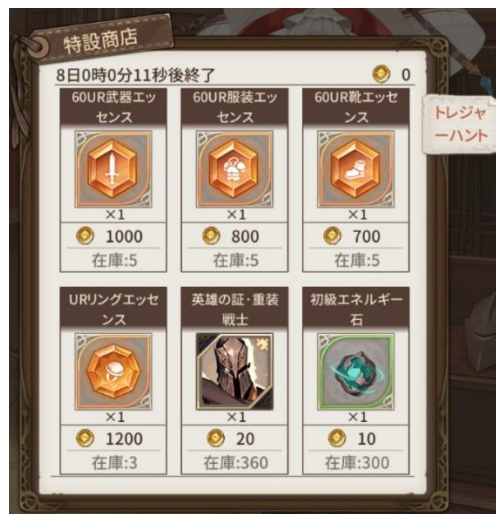 特設商店
8日0時0分11秒後終了 0
トレジャ
ーハント
60UR武器エッ
センス
×1
1000
在庫:5
60UR服装エッ
センス
×1
800
在庫:5
60UR靴エッセ
ンス
×1
700
在庫:5
URリングエッセ
ンス
×1
1200
在庫:3
英雄の証·重装
戦士
×1
20
在庫:360
初級エネルギー
石
×1
10
在庫:300